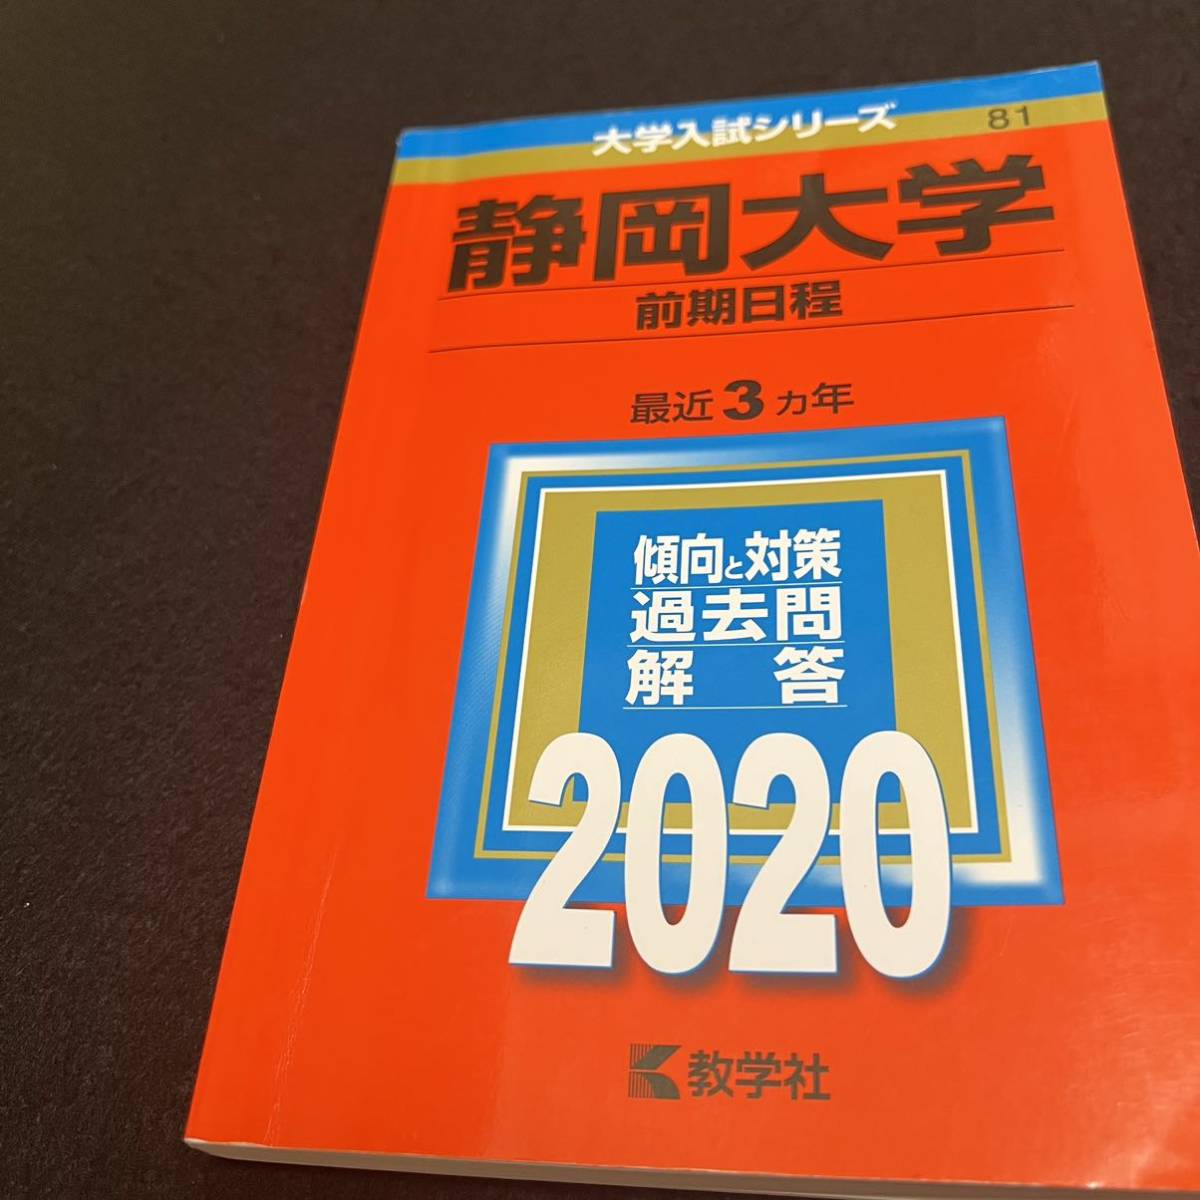 大学入試シリーズ
81
静岡大学
前期日程
最近3カ年
傾向と対策
過去問
解答
2020
教学社